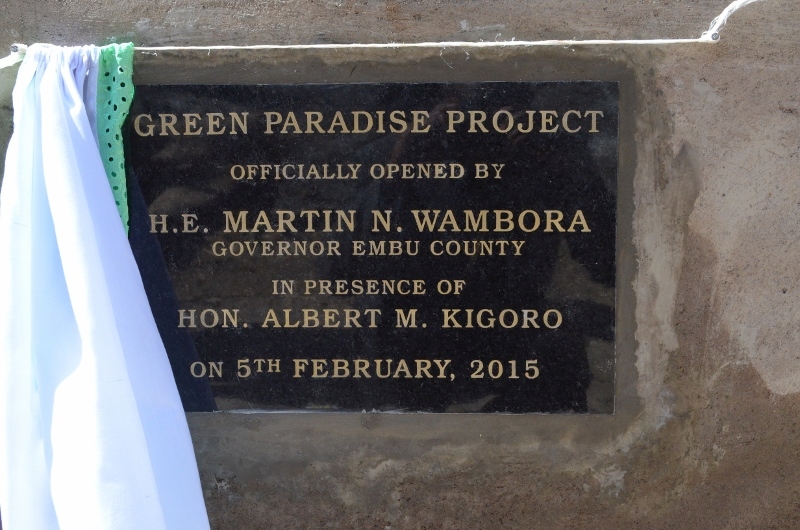 GREEN PARADISE PROJECT
OFFICIALLY OPENED BY
H.E. MARTIN N. WAMBORA
GOVERNOR EMBU COUNTY
IN PRESENCE OF
HON. ALBERT M. KIGORO
ON 5TH FEBRUARY, 2015